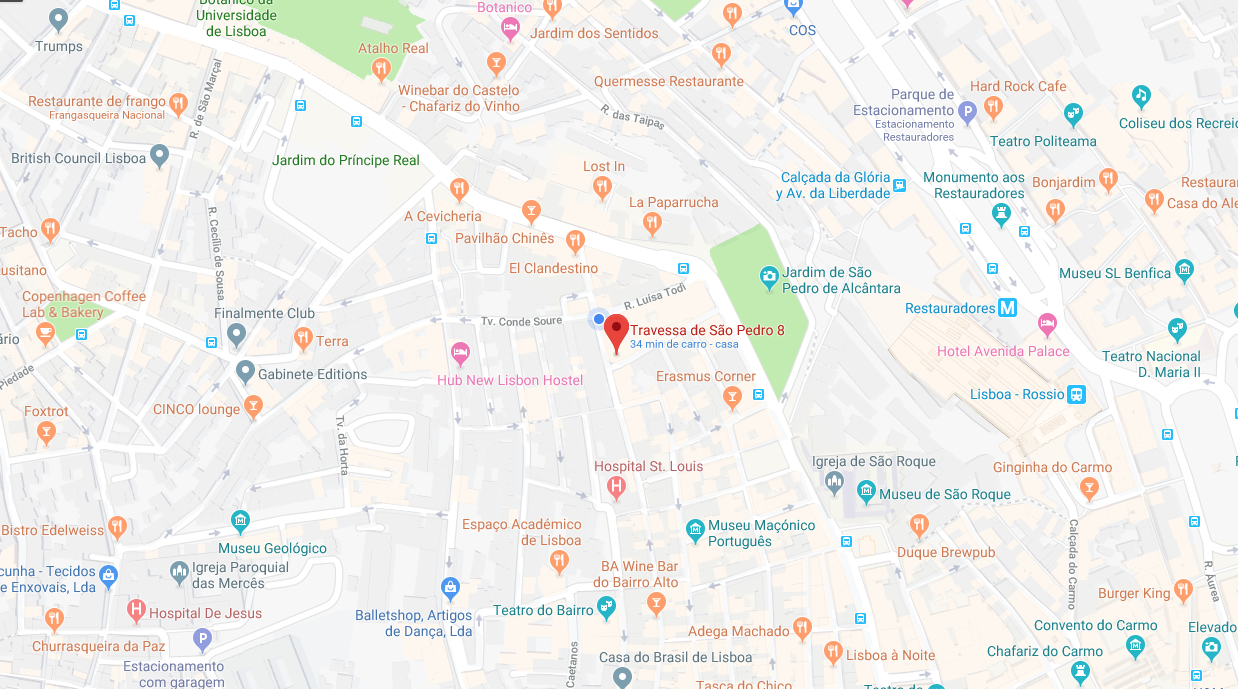 Botânico da
Universidade
de Lisboa
Botanico
Jardim dos Sentidos
COS
Trumps
Atalho Real
Winebar do Castelo
- Chafariz do Vinho
Quermesse Restaurante
Hard Rock Cafe
Parque de
Estacionamento
Estacionamento
Restauradores
Restaurante de frango
Frangasqueira Nacional
R. de São Marçal
R. das Taipas
Teatro Politeama
Coliseu dos Recreio
British Council Lisboa
Jardim do Príncipe Real
Lost In
Calçada da Glória
y Av. da Liberdade
Monumento aos
Restauradores
Bonjardim
Restaura
Casa do Ale
La Paparrucha
A Cevicheria
Pavilhão Chinês
Tacho
R. Cecílio de Sousa
El Clandestino
Jardim de São
Pedro de Alcântara
Museu SL Benfica
usitano
Copenhagen Coffee
Lab & Bakery
R. Luísa Todi
Restauradores
Finalmente Club
Tv. Conde Soure
Travessa de São Pedro 8
34 min de carro - casa
ário
Terra
Hotel Avenida Palace
Teatro Nacional
D. Maria II
Piedade
Gabinete Editions
Hub New Lisbon Hostel
Erasmus Corner
Lisboa - Rossio
Foxtrot
CINCO lounge
Tv. da Horta
Hospital St. Louis
Igreja de São Roque
Ginginha do Carmo
Museu de São Roque
Bistro Edelweiss
Museu Geológico
Espaço Académico
de Lisboa
Museu Maçónico
Português
Duque Brewpub
Calçada do Carmo
R. Áurea
cunha - Tecidos
e Enxovais, Lda
Igreja Paroquial
das Mercês
BA Wine Bar
do Bairro Alto
Burger King
Hospital De Jesus
Balletshop, Artigos
de Dança, Lda
Teatro do Bairro
Adega Machado
Convento do Carmo
Elevado
Churrasqueira da Paz
Caetanos
Casa do Brasil de Lisboa
Lisboa à Noite
Chafariz do Carmo
Estacionamento
com garagem
Tasca do Chico
Teatro da